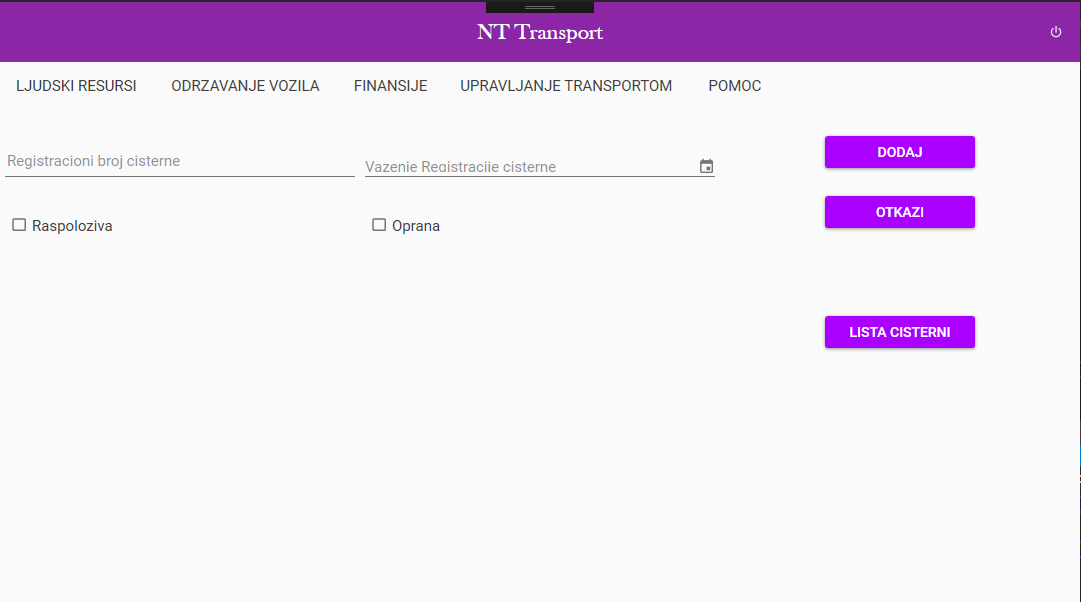 NT Transport
LJUDSKI RESURSI ODRZAVANJE VOZILA FINANSIJE UPRAVLJANJE TRANSPORTOM POMOC
Registracioni broj cisterne Vazenje Registracije cisterne DODAJ
OTKAZI
Raspoloziva Oprana
LISTA CISTERNI